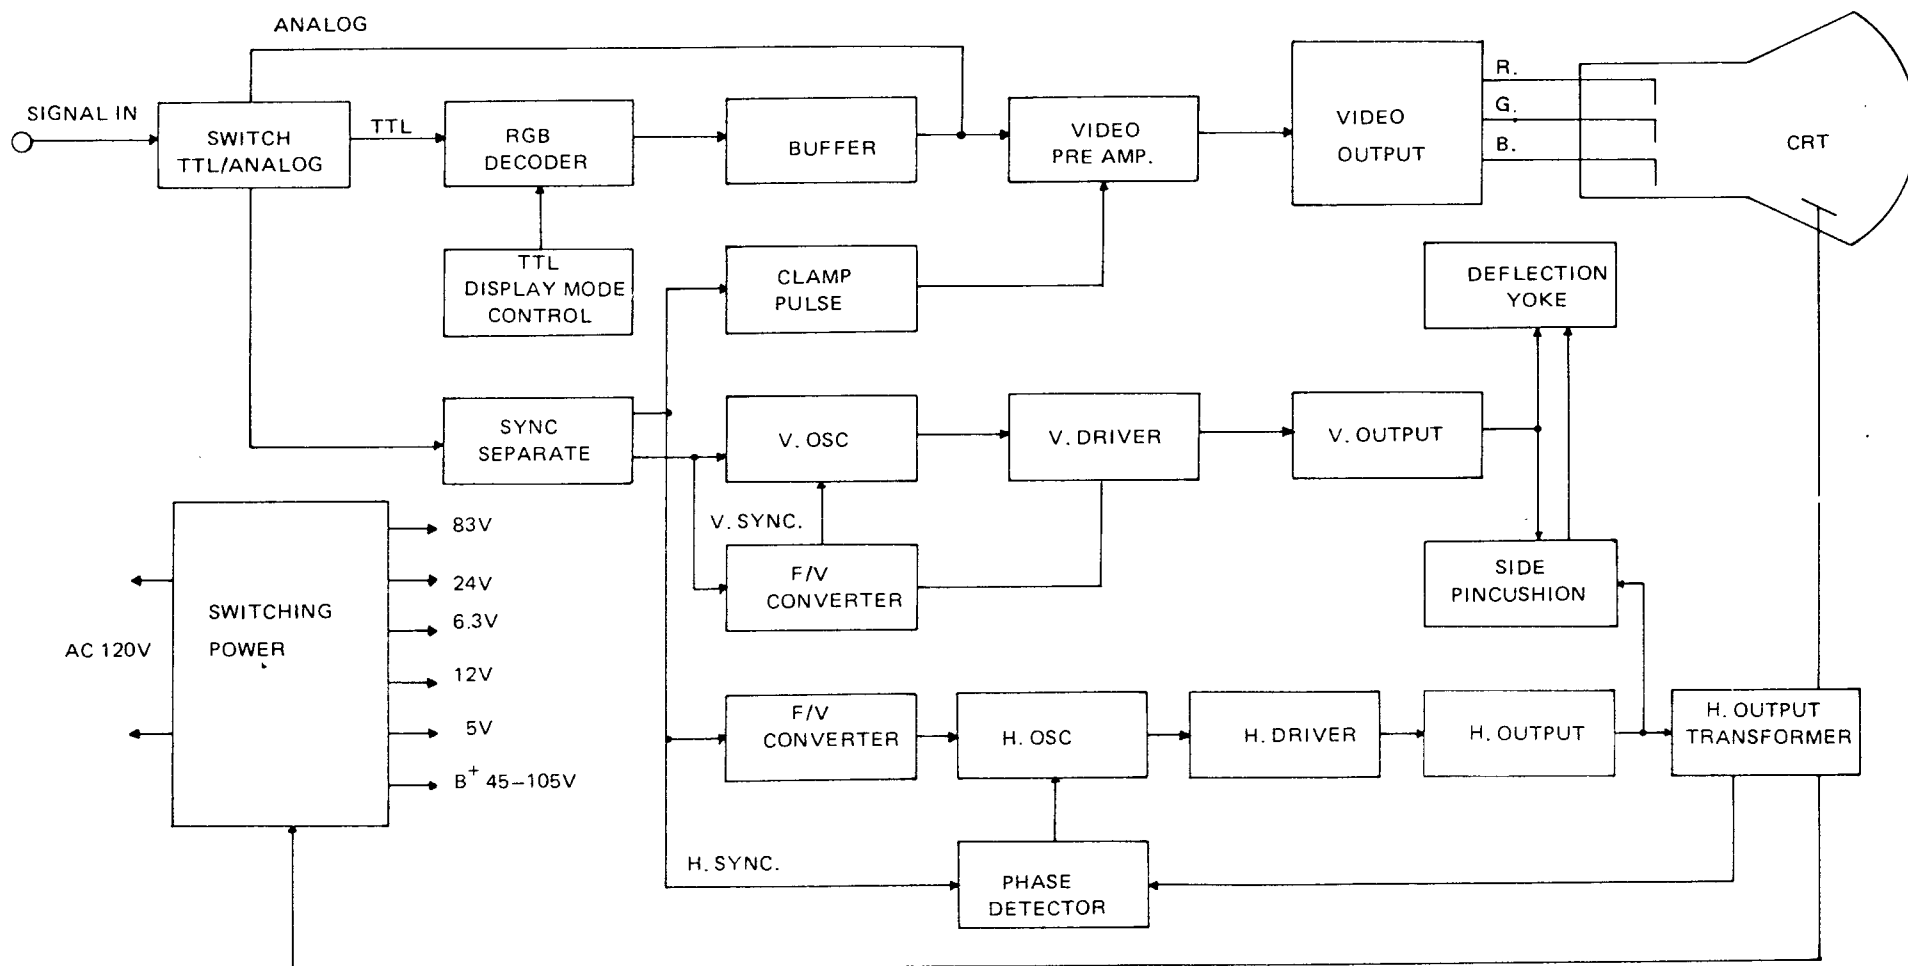 ANALOG
SIGNAL IN
SWITCH
TTL/ANALOG
TTL
RGB
DECODER
BUFFER
VIDEO
PRE AMP.
VIDEO
OUTPUT
R.
G.
B.
CRT
TTL
DISPLAY MODE
CONTROL
CLAMP
PULSE
DEFLECTION
YOKE
SYNC
SEPARATE
V. OSC
V. DRIVER
V. OUTPUT
V. SYNC.
F/V
CONVERTER
SIDE
PINCUSHION
AC 120V
SWITCHING
POWER
83V
24V
6.3V
12V
5V
B+ 45–105V
F/V
CONVERTER
H. OSC
H. DRIVER
H. OUTPUT
H. OUTPUT
TRANSFORMER
H. SYNC.
PHASE
DETECTOR